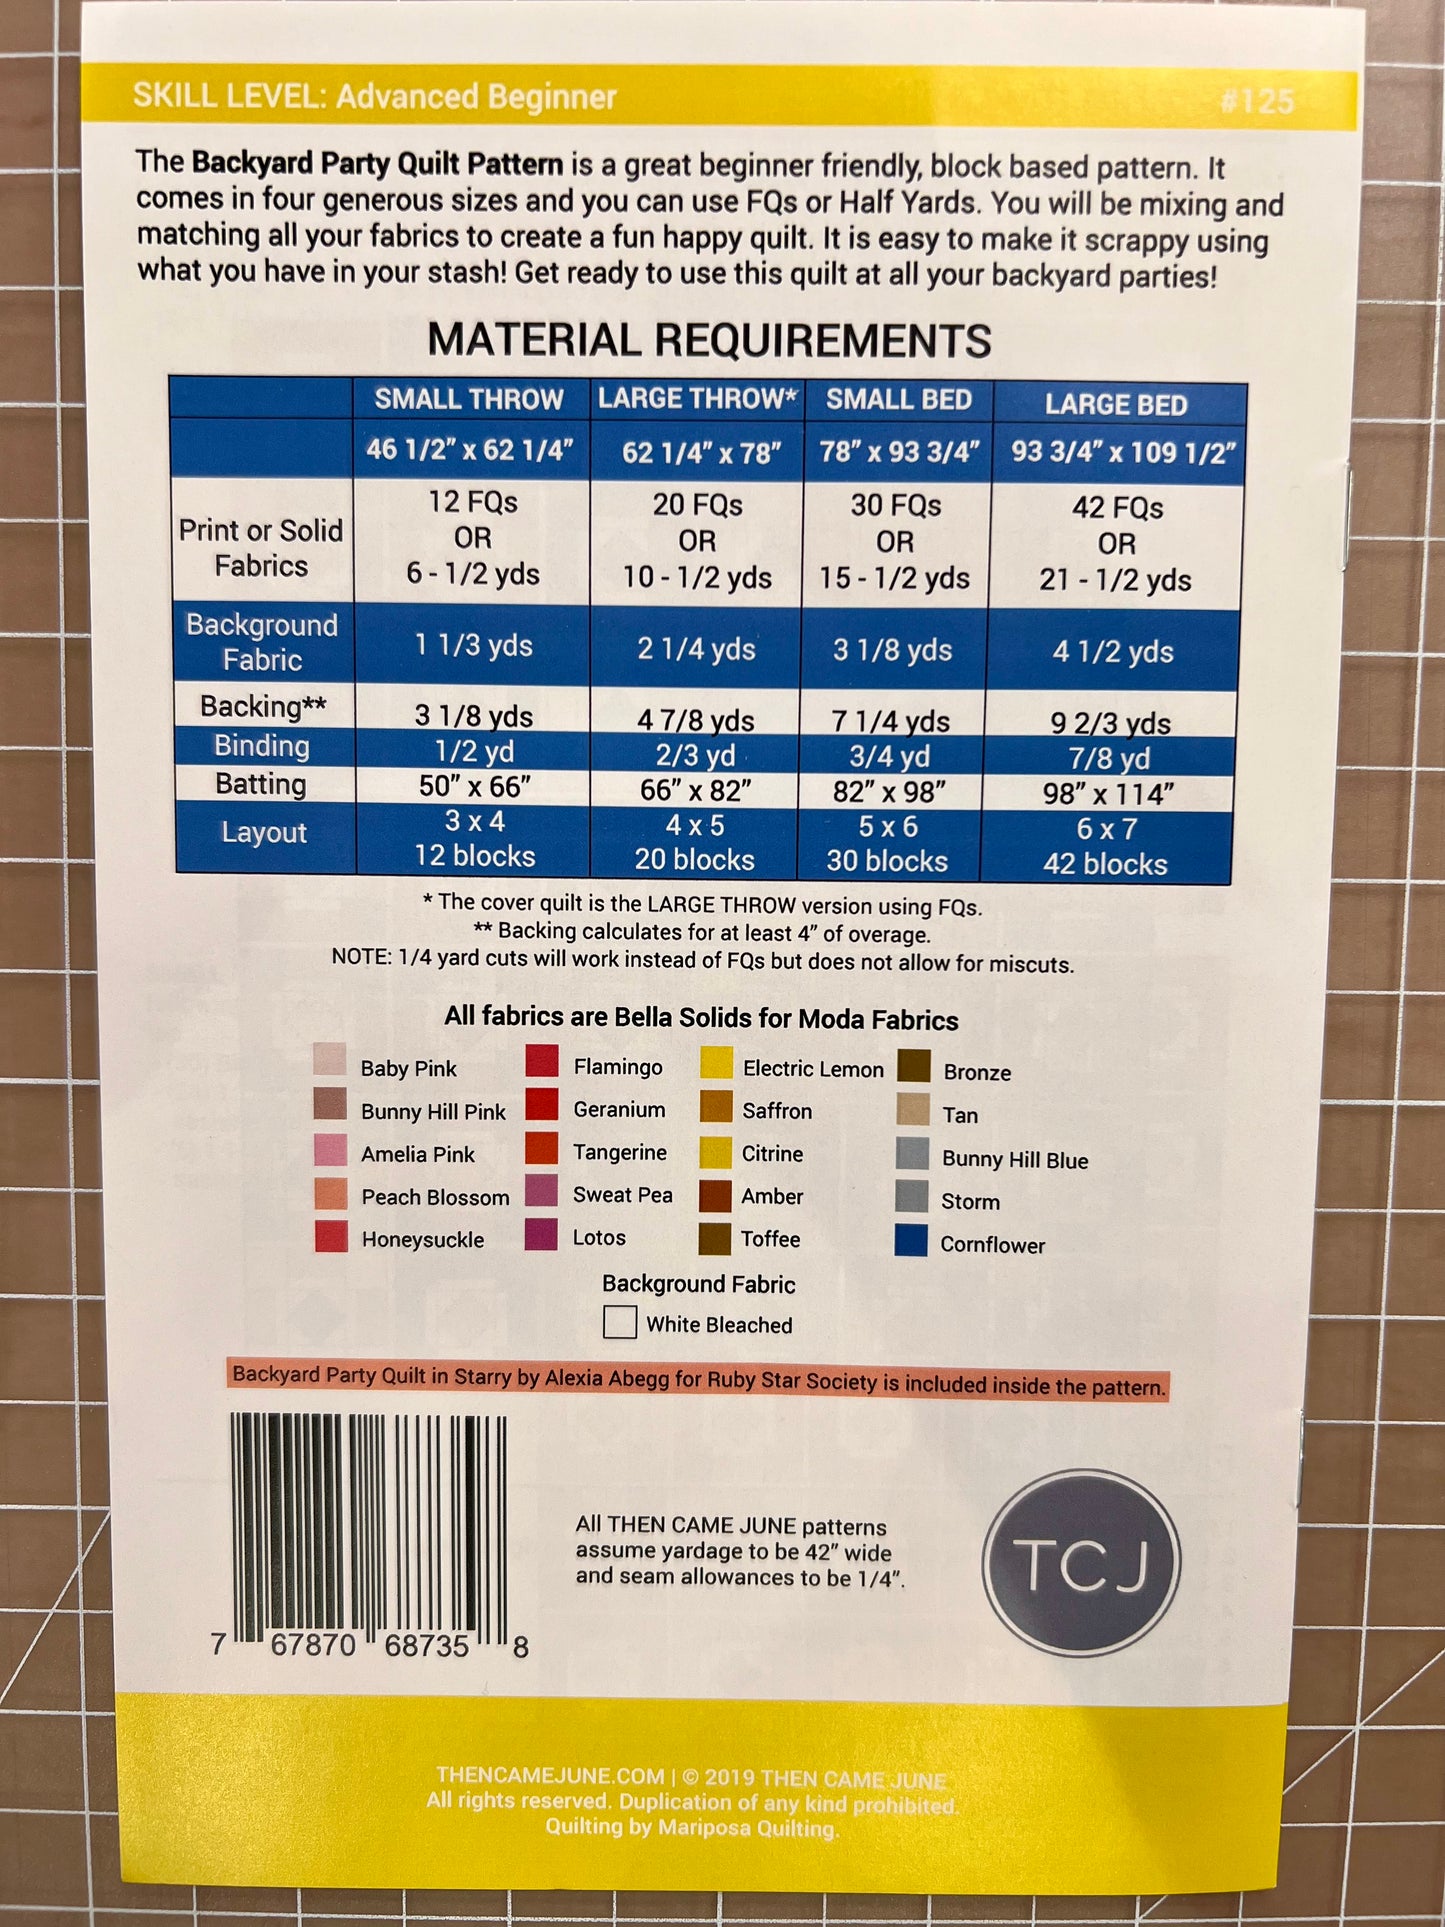 SKILL LEVEL: Advanced Beginner #125
The Backyard Party Quilt Pattern is a great beginner friendly, block based pattern. It
comes in four generous sizes and you can use FQs or Half Yards. You will be mixing and
matching all your fabrics to create a fun happy quilt. It is easy to make it scrappy using
what you have in your stash! Get ready to use this quilt at all your backyard parties!
MATERIAL REQUIREMENTS
SMALL THROW LARGE THROW* SMALL BED LARGE BED
46 1/2" x 62 1/4" 62 1/4" x 78" 78" x 93 3/4" 93 3/4" x 109 1/2"
Print or Solid Fabrics 12 FQs OR 6 - 1/2 yds 20 FQs OR 10 - 1/2 yds 30 FQs OR 15 - 1/2 yds 42 FQs OR 21 - 1/2 yds
Background Fabric 1 1/3 yds 2 1/4 yds 3 1/8 yds 4 1/2 yds
Backing** 3 1/8 yds 4 7/8 yds 7 1/4 yds 9 2/3 yds
Binding 1/2 yd 2/3 yd 3/4 yd 7/8 yd
Batting 50" x 66" 66" x 82" 82" x 98" 98" x 114"
Layout 3 x 4 12 blocks 4 x 5 20 blocks 5 x 6 30 blocks 6 x 7 42 blocks
* The cover quilt is the LARGE THROW version using FQs.
** Backing calculates for at least 4" of overage.
NOTE: 1/4 yard cuts will work instead of FQs but does not allow for miscuts.
All fabrics are Bella Solids for Moda Fabrics
Baby Pink Flamingo Electric Lemon Bronze
Bunny Hill Pink Geranium Saffron Tan
Amelia Pink Tangerine Citrine Bunny Hill Blue
Peach Blossom Sweat Pea Amber Storm
Honeysuckle Lotos Toffee Cornflower
Background Fabric
White Bleached
Backyard Party Quilt in Starry by Alexia Abegg for Ruby Star Society is included inside the pattern.
All THEN CAME JUNE patterns
assume yardage to be 42" wide
and seam allowances to be 1/4".
TCJ
7 67870 68735 8
THENCAMEJUNE.COM | © 2019 THEN CAME JUNE
All rights reserved. Duplication of any kind prohibited.
Quilting by Mariposa Quilting.